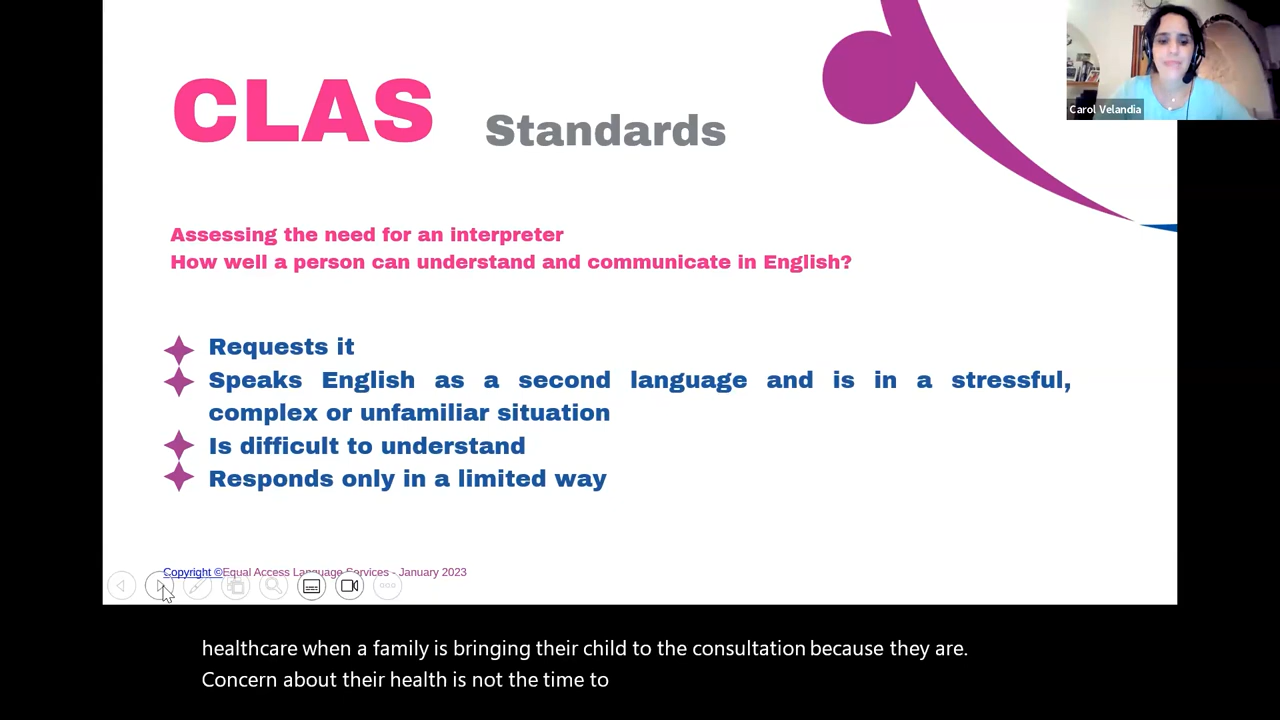 CLAS Standards
Carol Velandia
Assessing the need for an interpreter
How well a person can understand and communicate in English?
Requests it
Speaks English as a second language and is in a stressful,
complex or unfamiliar situation
Is difficult to understand
Responds only in a limited way
Copyright ©Equal Access Language Services - January 2023
healthcare when a family is bringing their child to the consultation because they are.
Concern about their health is not the time to